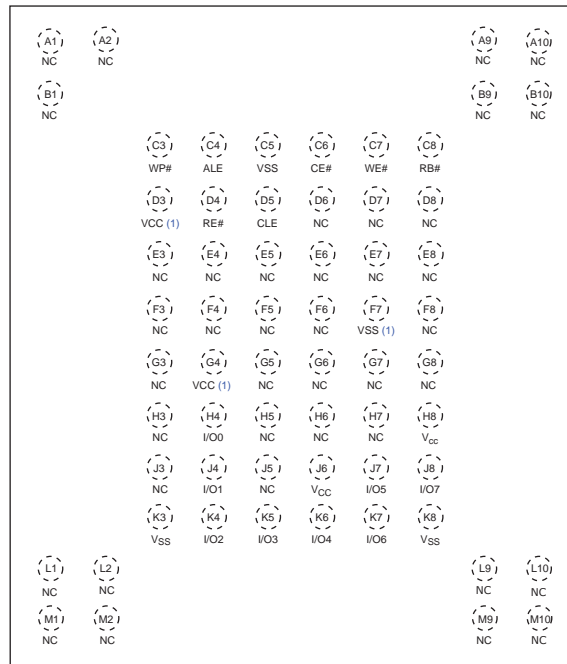 A1 A2 A9 A10
NC NC NC NC
B1 B9 B10
NC NC NC
C3 C4 C5 C6 C7 C8
WP# ALE VSS CE# WE# RB#
D3 D4 D5 D6 D7 D8
VCC (1) RE# CLE NC NC NC
E3 E4 E5 E6 E7 E8
NC NC NC NC NC NC
F3 F4 F5 F6 F7 F8
NC NC NC NC VSS (1) NC
G3 G4 G5 G6 G7 G8
NC VCC (1) NC NC NC NC
H3 H4 H5 H6 H7 H8
NC I/O0 NC NC NC Vcc
J3 J4 J5 J6 J7 J8
NC I/O1 NC VCC I/O5 I/O7
K3 K4 K5 K6 K7 K8
VSS I/O2 I/O3 I/O4 I/O6 VSS
L1 L2 L9 L10
NC NC NC NC
M1 M2 M9 M10
NC NC NC NC